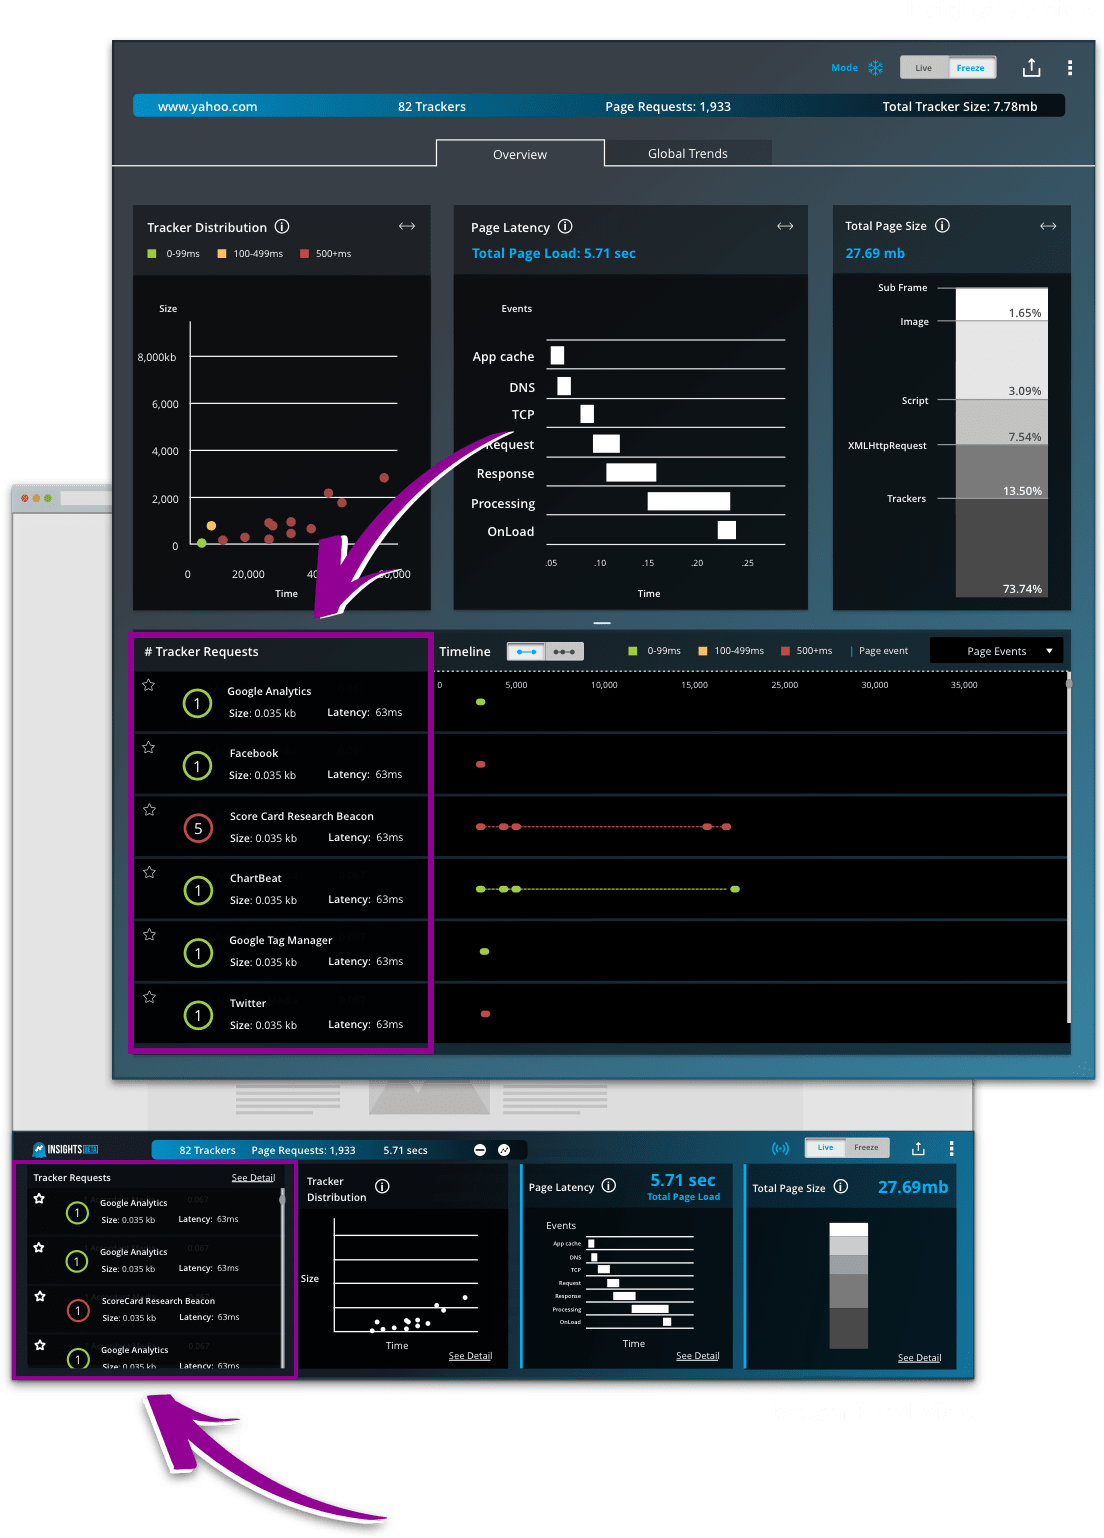 Mode Live Freeze
www.yahoo.com 82 Trackers Page Requests: 1,933 Total Tracker Size: 7.78mb
Overview Global Trends
Tracker Distribution
0-99ms 100-499ms 500+ms
Size
8,000kb
6,000
4,000
2,000
0
0 20,000
Time
Page Latency
Total Page Load: 5.71 sec
Events
App cache
DNS
TCP
Request
Response
Processing
OnLoad
.05 .10 .15 .20 .25
Time
Total Page Size
27.69 mb
Sub Frame
1.65%
Image
3.09%
Script
7.54%
XMLHttpRequest
13.50%
Trackers
73.74%
# Tracker Requests
Timeline 0-99ms 100-499ms 500+ms Page event Page Events
0 5,000 10,000 15,000 25,000 30,000 35,000
1 Google Analytics
Size: 0.035 kb Latency: 63ms
1 Facebook
Size: 0.035 kb Latency: 63ms
5 Score Card Research Beacon
Size: 0.035 kb Latency: 63ms
1 ChartBeat
Size: 0.035 kb Latency: 63ms
1 Google Tag Manager
Size: 0.035 kb Latency: 63ms
1 Twitter
Size: 0.035 kb Latency: 63ms
INSIGHTS BETA 82 Trackers Page Requests: 1,933 5.71 secs Live Freeze
Tracker Requests See Detail
1 Google Analytics
Size: 0.035 kb Latency: 63ms
1 Google Analytics
Size: 0.035 kb Latency: 63ms
1 ScoreCard Research Beacon
Size: 0.035 kb Latency: 63ms
1 Google Analytics
Size: 0.035 kb Latency: 63ms
Tracker
Distribution
Size
Time
See Detail
Page Latency 5.71 sec
Total Page Load
Events
App cache
DNS
TCP
Request
Response
Processing
OnLoad
Time
See Detail
Total Page Size 27.69mb
See Detail